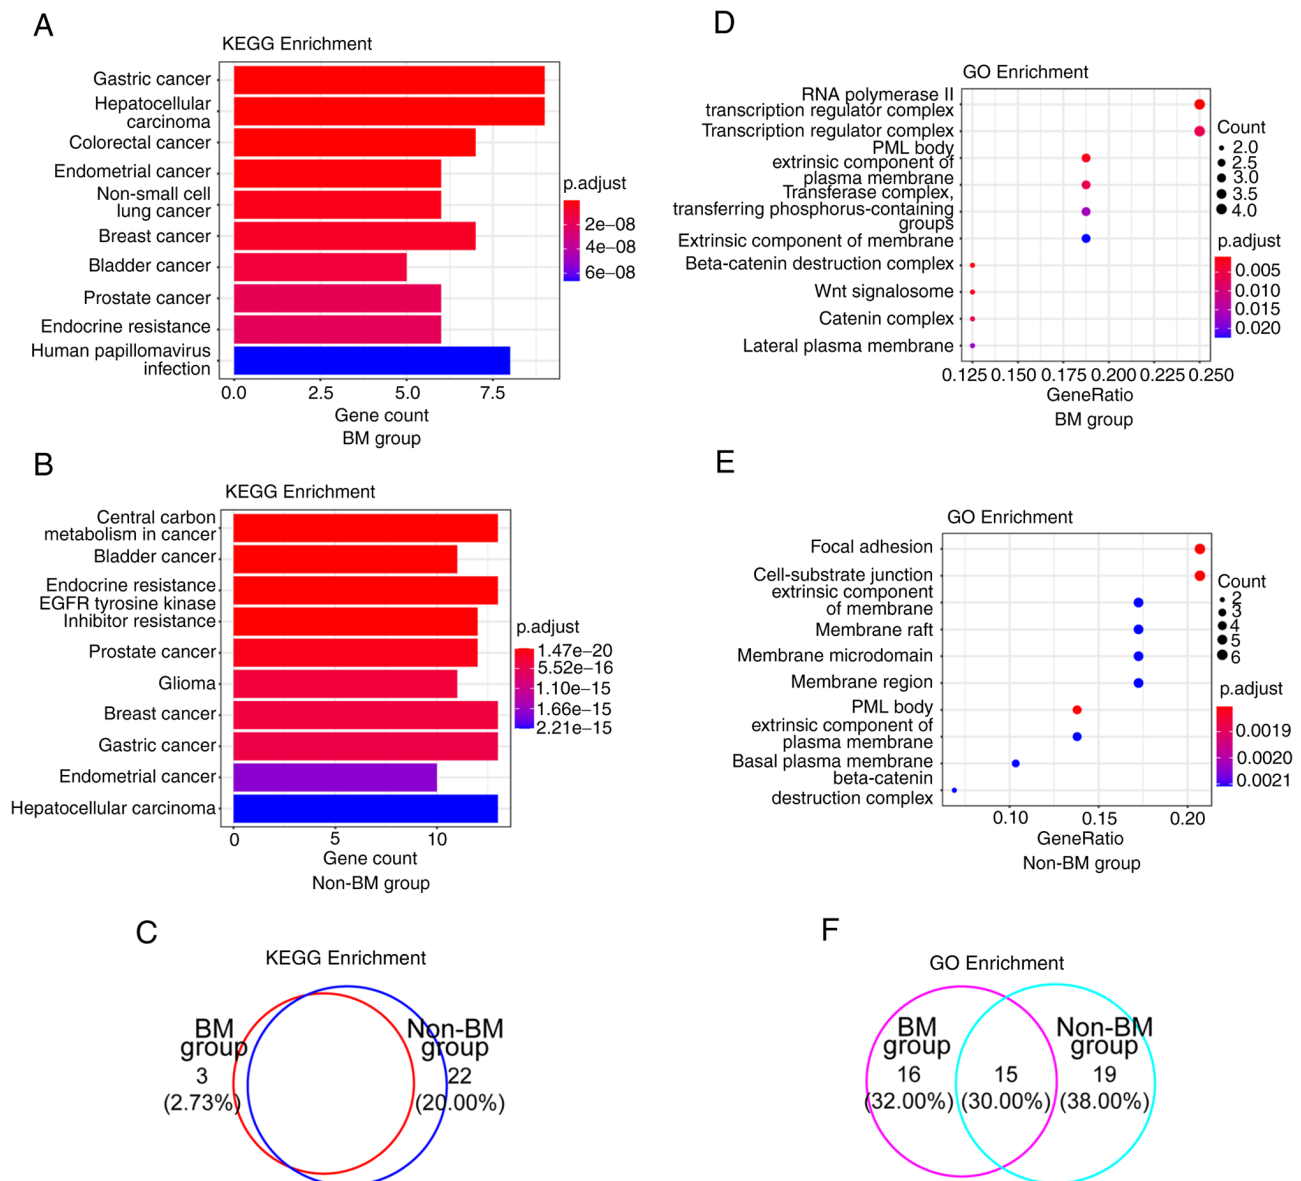 A
KEGG Enrichment
Gastric cancer
Hepatocellular
carcinoma
Colorectal cancer
Endometrial cancer
Non-small cell
lung cancer
Breast cancer
Bladder cancer
Prostate cancer
Endocrine resistance
Human papillomavirus
infection
0.0 2.5 5.0 7.5
Gene count
BM group
p.adjust
2e−08
4e−08
6e−08
B
KEGG Enrichment
Central carbon
metabolism in cancer
Bladder cancer
Endocrine resistance
EGFR tyrosine kinase
Inhibitor resistance
Prostate cancer
Glioma
Breast cancer
Gastric cancer
Endometrial cancer
Hepatocellular carcinoma
0 5 10
Gene count
Non-BM group
p.adjust
1.47e−20
5.52e−16
1.10e−15
1.66e−15
2.21e−15
C
KEGG Enrichment
BM
group
3
(2.73%)
Non-BM
group
22
(20.00%)
D
GO Enrichment
RNA polymerase II
transcription regulator complex
Transcription regulator complex
PML body
extrinsic component of
plasma membrane
Transferase complex,
transferring phosphorus-containing
groups
Extrinsic component of membrane
Beta-catenin destruction complex
Wnt signalosome
Catenin complex
Lateral plasma membrane
0.125 0.150 0.175 0.200 0.225 0.250
GeneRatio
BM group
Count
2.0
2.5
3.0
3.5
4.0
p.adjust
0.005
0.010
0.015
0.020
E
GO Enrichment
Focal adhesion
Cell-substrate junction
extrinsic component
of membrane
Membrane raft
Membrane microdomain
Membrane region
PML body
extrinsic component of
plasma membrane
Basal plasma membrane
beta-catenin
destruction complex
0.10 0.15 0.20
GeneRatio
Non-BM group
Count
2
3
4
5
6
p.adjust
0.0019
0.0020
0.0021
F
GO Enrichment
BM
group
16
(32.00%)
15
(30.00%)
Non-BM
group
19
(38.00%)